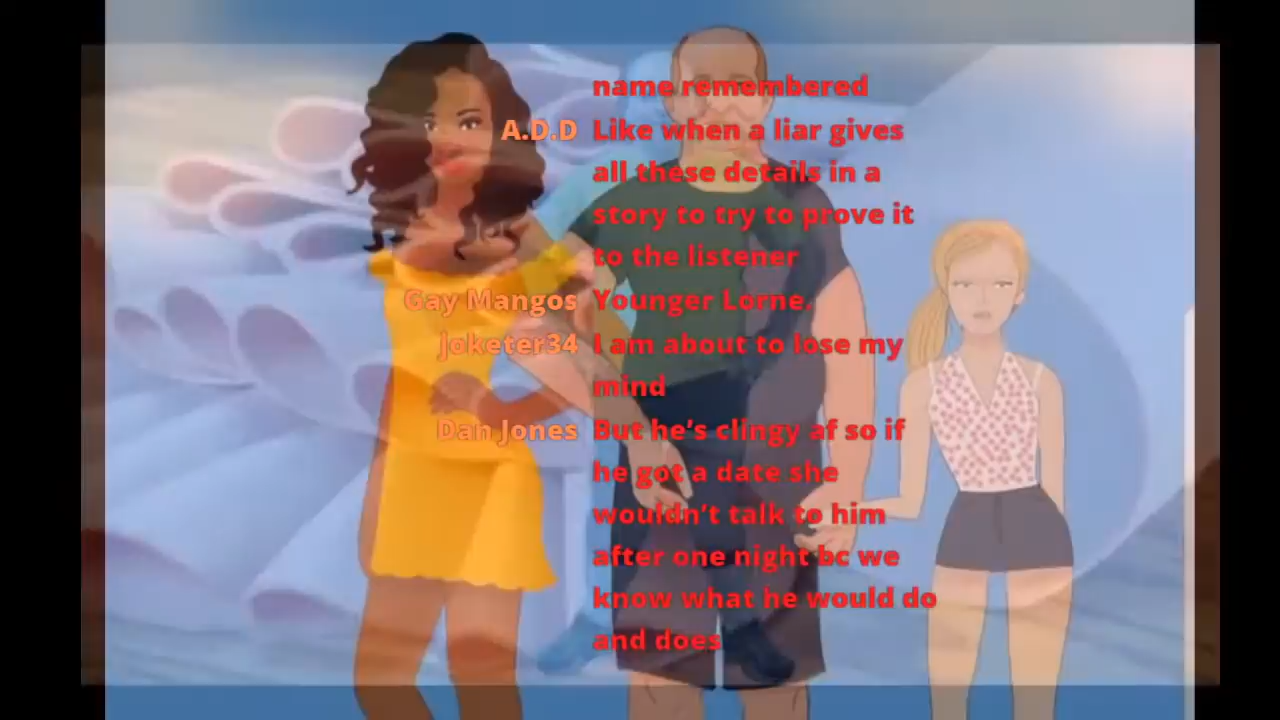 name remembered
A.D.D Like when a liar gives
all these details in a
story to try to prove it
to the listener
Gay Mangos Younger Lorne.
joketer34 I am about to lose my
mind
Dan Jones But he's clingy af so if
he got a date she
wouldn't talk to him
after one night bc we
know what he would do
and does